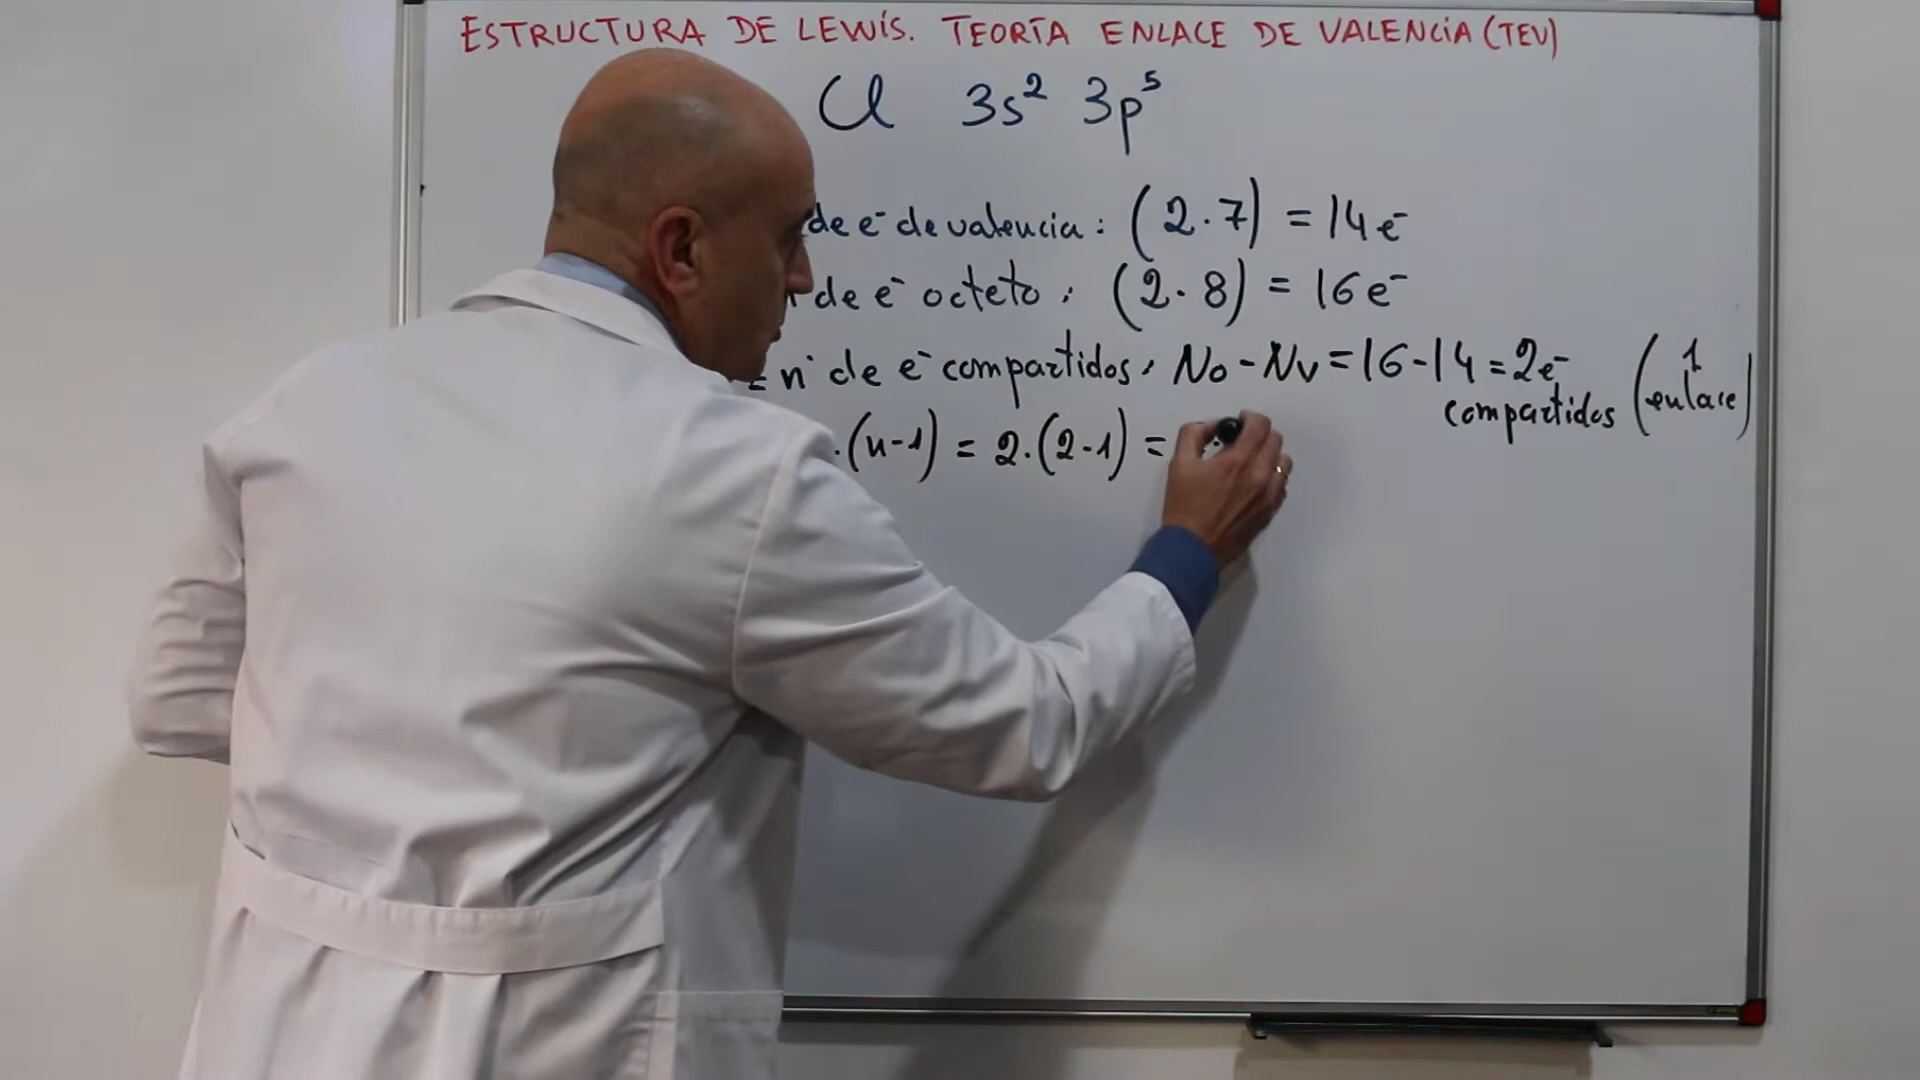 ESTRUCTURA DE LEWIS. TEORÍA ENLACE DE VALENCIA (TEV)
Cl 3s² 3p⁵
de e⁻ de valencia: (2·7) = 14e⁻
de e⁻ octeto: (2·8) = 16e⁻
= nº de e⁻ compartidos: No - Nv = 16 - 14 = 2e⁻ compartidos (1 enlace)
·(n-1) = 2·(2-1) =